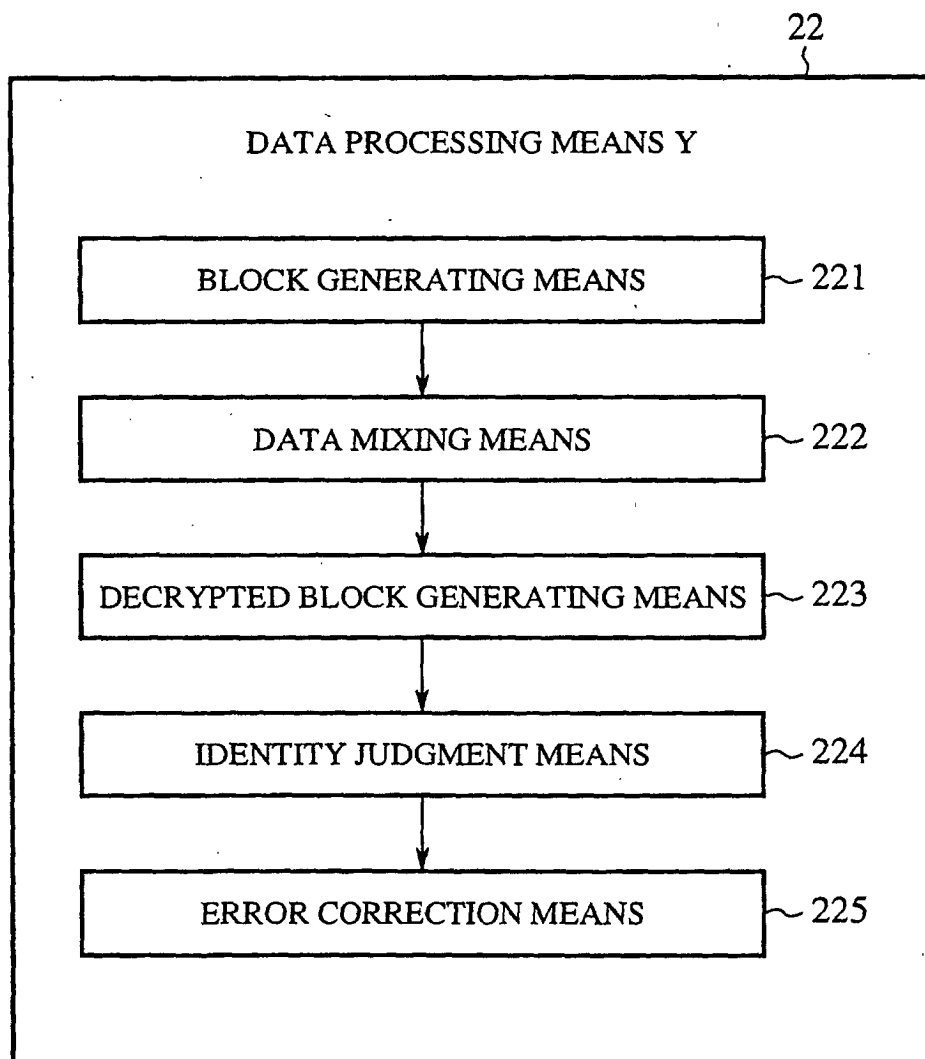 22
DATA PROCESSING MEANS Y
BLOCK GENERATING MEANS 221
DATA MIXING MEANS 222
DECRYPTED BLOCK GENERATING MEANS 223
IDENTITY JUDGMENT MEANS 224
ERROR CORRECTION MEANS 225